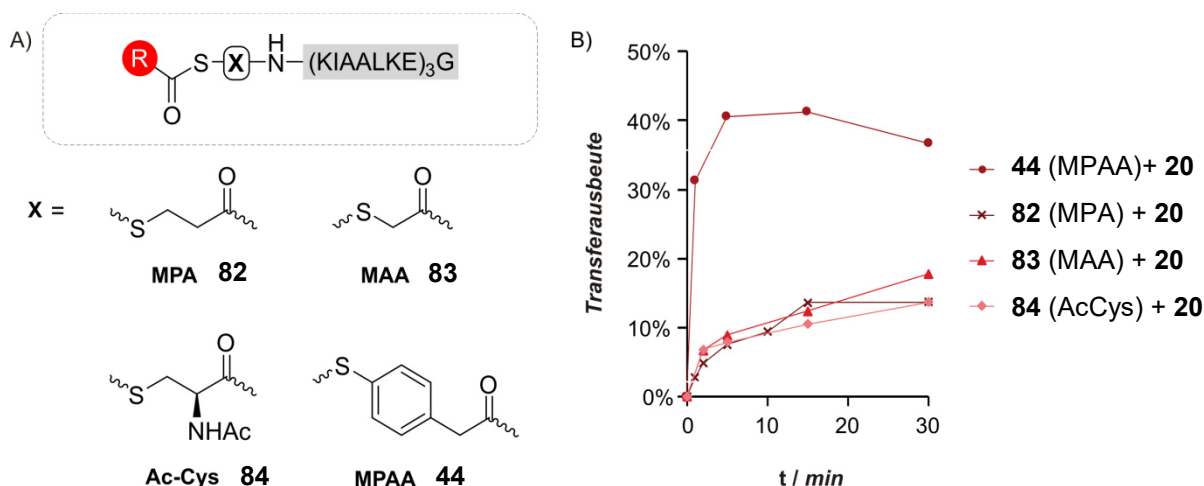 A)
R
S
X
H
N
(KIAALKE)₃G
O
X =
O
S
MPA 82
O
S
MAA 83
O
S
NHAc
Ac-Cys 84
S
O
MPAA 44
B)
50%
40%
30%
20%
10%
0%
Transferausbeute
0 10 20 30
t / min
44 (MPAA)+ 20
82 (MPA) + 20
83 (MAA) + 20
84 (AcCys) + 20